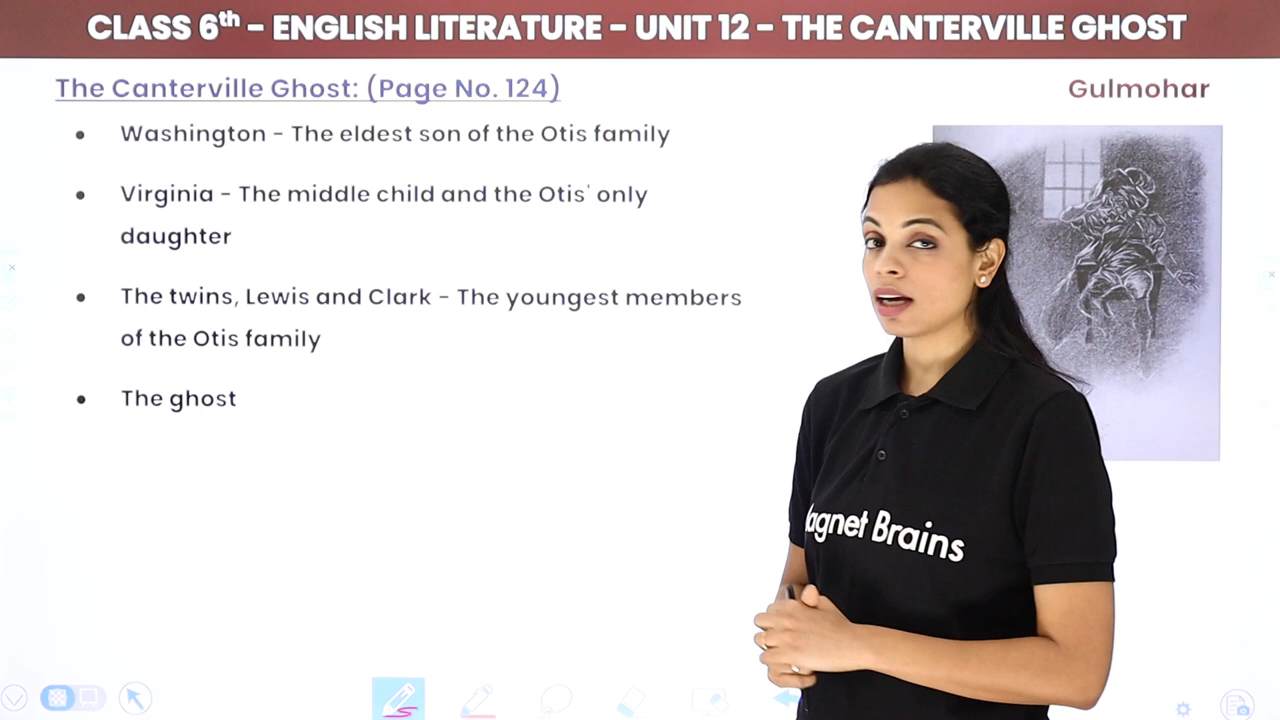 CLASS 6th - ENGLISH LITERATURE - UNIT 12 - THE CANTERVILLE GHOST
The Canterville Ghost: (Page No. 124)
Gulmohar
• Washington - The eldest son of the Otis family
• Virginia - The middle child and the Otis' only
daughter
• The twins, Lewis and Clark - The youngest members
of the Otis family
• The ghost
agnet Brains